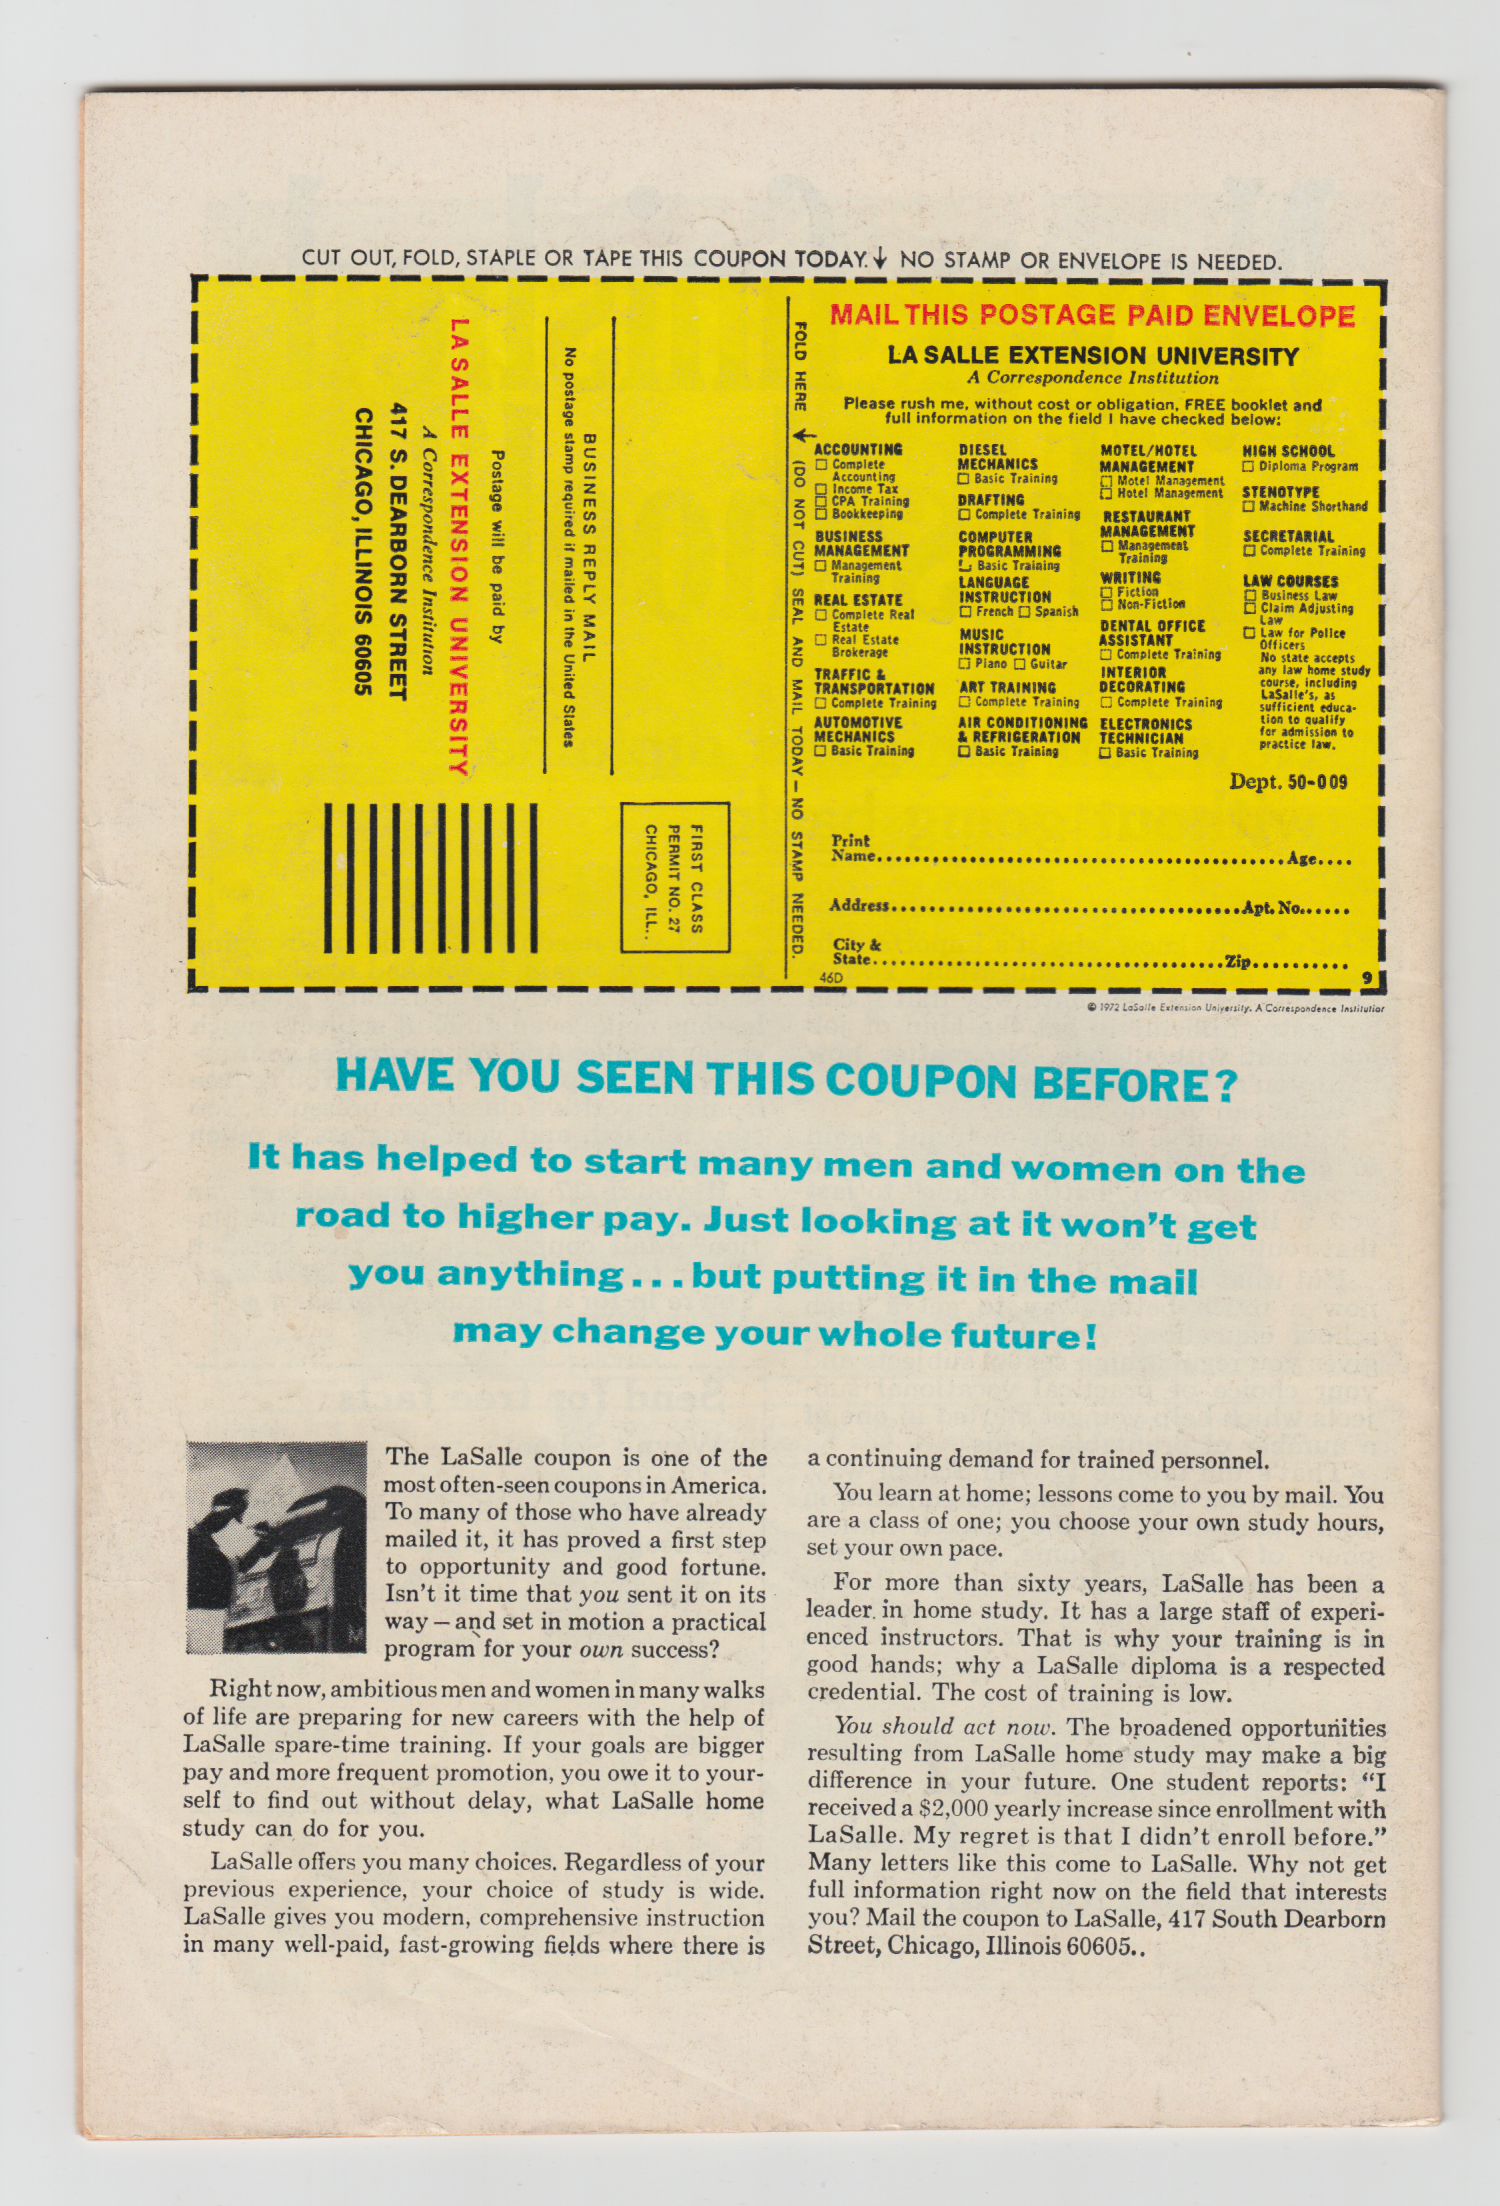 CUT OUT, FOLD, STAPLE OR TAPE THIS COUPON TODAY. NO STAMP OR ENVELOPE IS NEEDED.
LA SALLE EXTENSION UNIVERSITY
A Correspondence Institution
417 S. DEARBORN STREET
CHICAGO, ILLINOIS 60605
Postage will be paid by
No postage stamp required if mailed in the United States
BUSINESS REPLY MAIL
FIRST CLASS
PERMIT NO. 27
CHICAGO, ILL..
FOLD HERE (DO NOT CUT) SEAL AND MAIL TODAY — NO STAMP NEEDED.
MAIL THIS POSTAGE PAID ENVELOPE
LA SALLE EXTENSION UNIVERSITY
A Correspondence Institution
Please rush me, without cost or obligation, FREE booklet and
full information on the field I have checked below:
ACCOUNTING
Complete
Accounting
Income Tax
CPA Training
Bookkeeping
BUSINESS
MANAGEMENT
Management
Training
REAL ESTATE
Complete Real
Estate
Real Estate
Brokerage
TRAFFIC &
TRANSPORTATION
Complete Training
AUTOMOTIVE
MECHANICS
Basic Training
DIESEL
MECHANICS
Basic Training
DRAFTING
Complete Training
COMPUTER
PROGRAMMING
Basic Training
LANGUAGE
INSTRUCTION
French Spanish
MUSIC
INSTRUCTION
Piano Guitar
ART TRAINING
Complete Training
AIR CONDITIONING
& REFRIGERATION
Basic Training
MOTEL/HOTEL
MANAGEMENT
Motel Management
Hotel Management
RESTAURANT
MANAGEMENT
Management
Training
WRITING
Fiction
Non-Fiction
DENTAL OFFICE
ASSISTANT
Complete Training
INTERIOR
DECORATING
Complete Training
ELECTRONICS
TECHNICIAN
Basic Training
HIGH SCHOOL
Diploma Program
STENOTYPE
Machine Shorthand
SECRETARIAL
Complete Training
LAW COURSES
Business Law
Claim Adjusting
Law
Law for Police
Officers
No state accepts
any law home study
course, including
LaSalle's, as
sufficient educa-
tion to qualify
for admission to
practice law.
Dept. 50-009
Print
Name Age
Address Apt. No.
City &
State Zip
46D 9
© 1972 LaSalle Extension University. A Correspondence Institution
HAVE YOU SEEN THIS COUPON BEFORE?
It has helped to start many men and women on the
road to higher pay. Just looking at it won't get
you anything...but putting it in the mail
may change your whole future!
The LaSalle coupon is one of the
most often-seen coupons in America.
To many of those who have already
mailed it, it has proved a first step
to opportunity and good fortune.
Isn't it time that you sent it on its
way — and set in motion a practical
program for your own success?
Right now, ambitious men and women in many walks
of life are preparing for new careers with the help of
LaSalle spare-time training. If your goals are bigger
pay and more frequent promotion, you owe it to your-
self to find out without delay, what LaSalle home
study can do for you.
LaSalle offers you many choices. Regardless of your
previous experience, your choice of study is wide.
LaSalle gives you modern, comprehensive instruction
in many well-paid, fast-growing fields where there is
a continuing demand for trained personnel.
You learn at home; lessons come to you by mail. You
are a class of one; you choose your own study hours,
set your own pace.
For more than sixty years, LaSalle has been a
leader in home study. It has a large staff of experi-
enced instructors. That is why your training is in
good hands; why a LaSalle diploma is a respected
credential. The cost of training is low.
You should act now. The broadened opportunities
resulting from LaSalle home study may make a big
difference in your future. One student reports: "I
received a $2,000 yearly increase since enrollment with
LaSalle. My regret is that I didn't enroll before."
Many letters like this come to LaSalle. Why not get
full information right now on the field that interests
you? Mail the coupon to LaSalle, 417 South Dearborn
Street, Chicago, Illinois 60605..